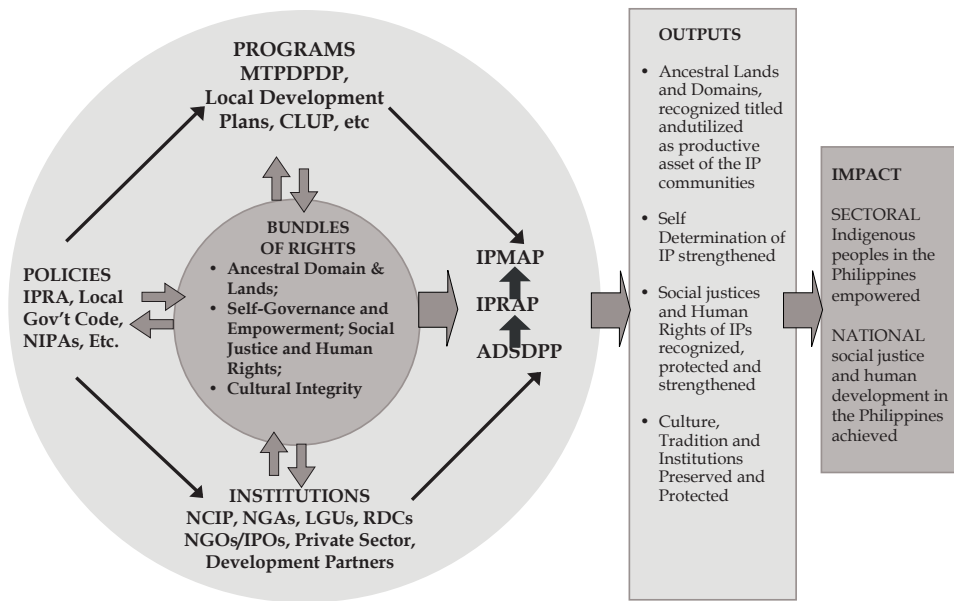 PROGRAMS
MTPDPDP,
Local Development
Plans, CLUP, etc
POLICIES
IPRA, Local
Gov't Code,
NIPAs, Etc.
BUNDLES
OF RIGHTS
• Ancestral Domain &
Lands;
• Self-Governance and
Empowerment; Social
Justice and Human
Rights;
• Cultural Integrity
IPMAP
IPRAP
ADSDPP
INSTITUTIONS
NCIP, NGAs, LGUs, RDCs
NGOs/IPOs, Private Sector,
Development Partners
OUTPUTS
• Ancestral Lands
and Domains,
recognized titled
andutilized
as productive
asset of the IP
communities
• Self
Determination of
IP strengthened
• Social justices
and Human
Rights of IPs
recognized,
protected and
strengthened
• Culture,
Tradition and
Institutions
Preserved and
Protected
IMPACT
SECTORAL
Indigenous
peoples in the
Philippines
empowered
NATIONAL
social justice
and human
development in
the Philippines
achieved